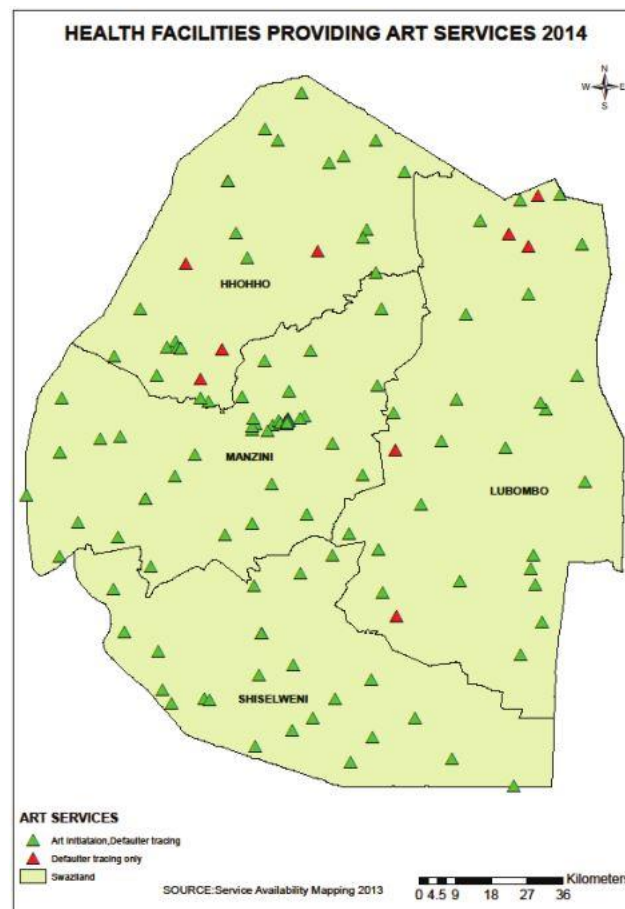 HEALTH FACILITIES PROVIDING ART SERVICES 2014
N
W E
S
HHOHHO
MANZINI
LUBOMBO
SHISELWENI
ART SERVICES
Art Initiataion,Defaulter tracing
Defaulter tracing only
Swaziland
SOURCE:Service Availability Mapping 2013
Kilometers
0 4.5 9 18 27 36